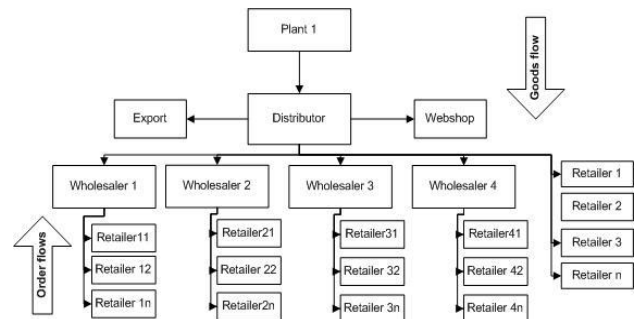 Plant 1
Goods flow
Export
Distributor
Webshop
Wholesaler 1
Wholesaler 2
Wholesaler 3
Wholesaler 4
Retailer 1
Retailer 2
Retailer 3
Retailer n
Order flows
Retailer11
Retailer 12
Retailer 1n
Retailer21
Retailer 22
Retailer2n
Retailer31
Retailer 32
Retailer 3n
Retailer41
Retailer 42
Retailer 4n